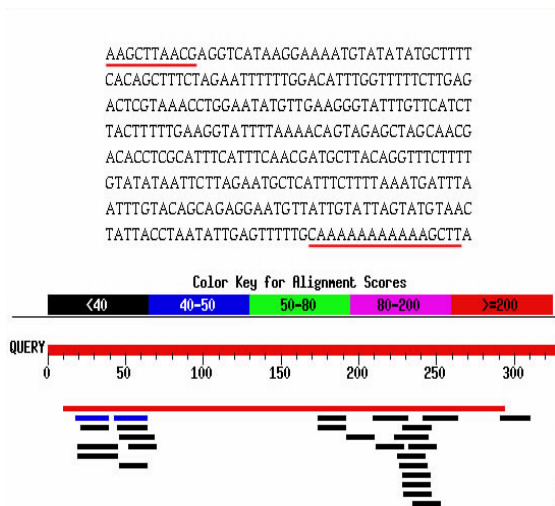 AAGCTTAACGAGGTCATAAGGAAAATGTATATATGCTTTT
CACAGCTTTCTAGAATTTTTTGGACATTTGGTTTTTCTTGAG
ACTCGTAAACCTGGAATATGTTGAAGGGTATTTGTTCATCT
TACTTTTTGAAGGTATTTTAAAACAGTAGAGCTAGCAACG
ACACCTCGCATTTCATTTCAACGATGCTTACAGGTTTCTTTT
GTATATAATTCTTAGAATGCTCATTTCTTTTAAATGATTTA
ATTTGTACAGCAGAGGAATGTTATTGTATTAGTATGTAAC
TATTACCTAATATTGAGTTTTTGCAAAAAAAAAAAGCTTA
Color Key for Alignment Scores
<40 40-50 50-80 80-200 >=200
QUERY
0 50 100 150 200 250 300